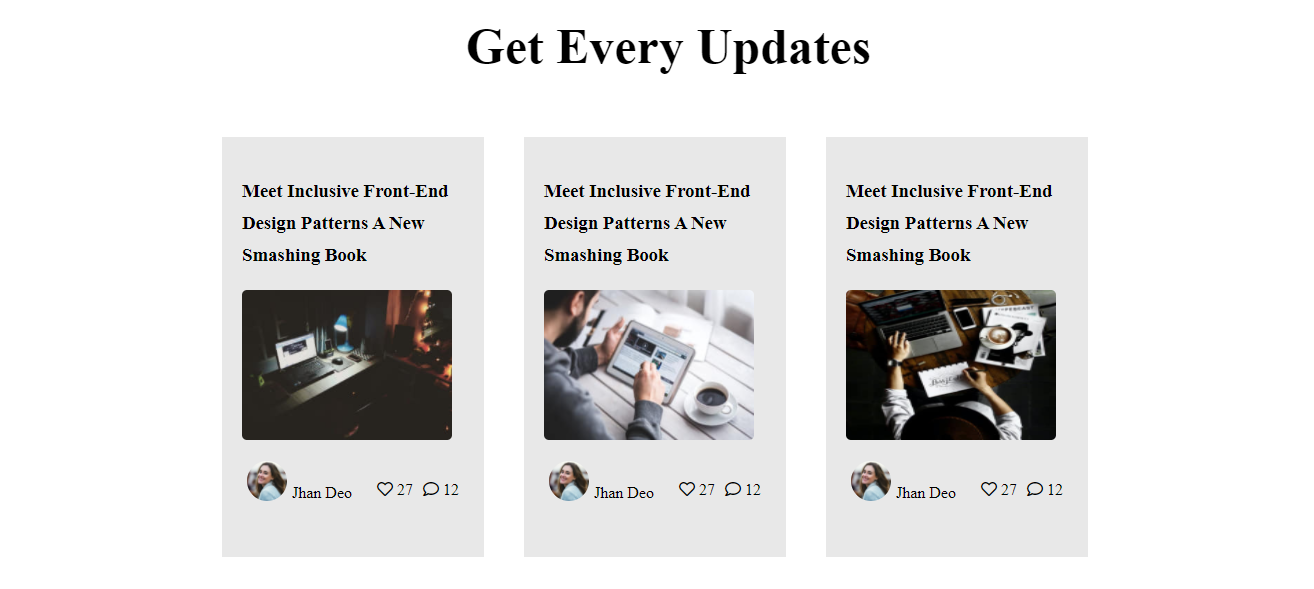 Get Every Updates
Meet Inclusive Front-End
Design Patterns A New
Smashing Book
Jhan Deo 27 12
Meet Inclusive Front-End
Design Patterns A New
Smashing Book
Jhan Deo 27 12
Meet Inclusive Front-End
Design Patterns A New
Smashing Book
Jhan Deo 27 12